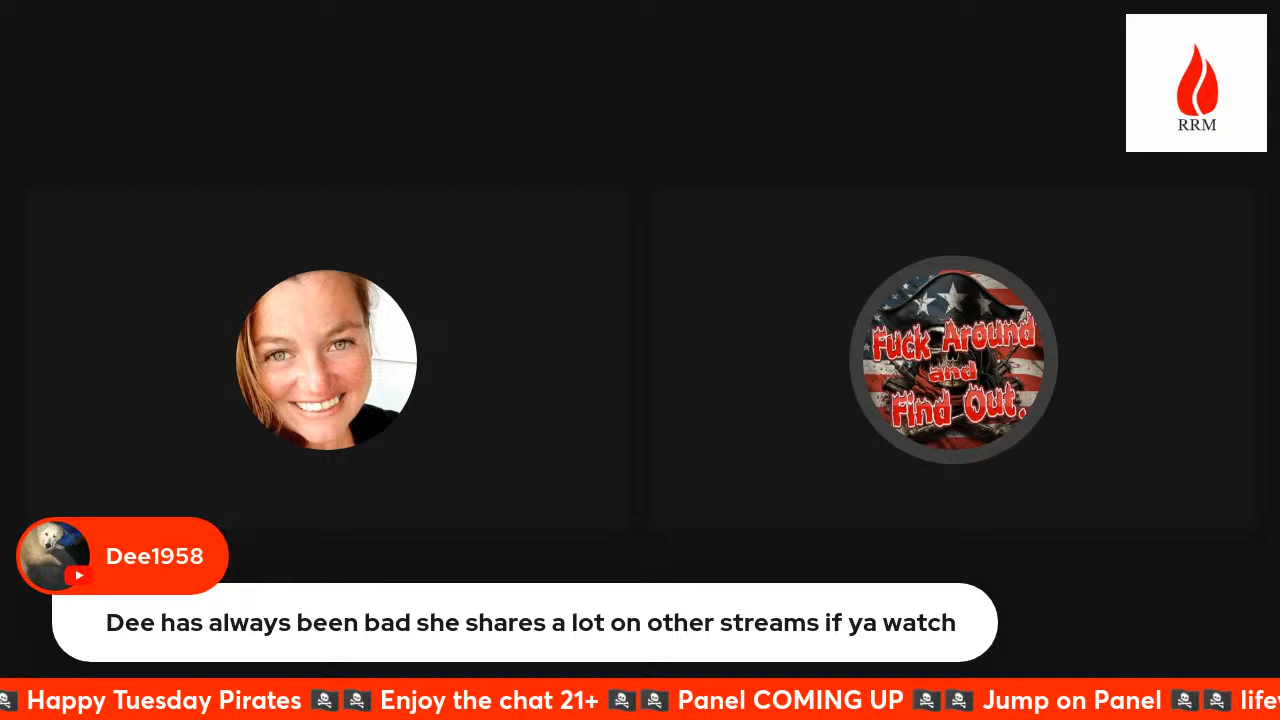 RRM
Fuck Around
and
Find Out.
Dee1958
Dee has always been bad she shares a lot on other streams if ya watch
Happy Tuesday Pirates 🏴‍☠️🏴‍☠️ Enjoy the chat 21+ 🏴‍☠️🏴‍☠️ Panel COMING UP 🏴‍☠️🏴‍☠️ Jump on Panel 🏴‍☠️🏴‍☠️